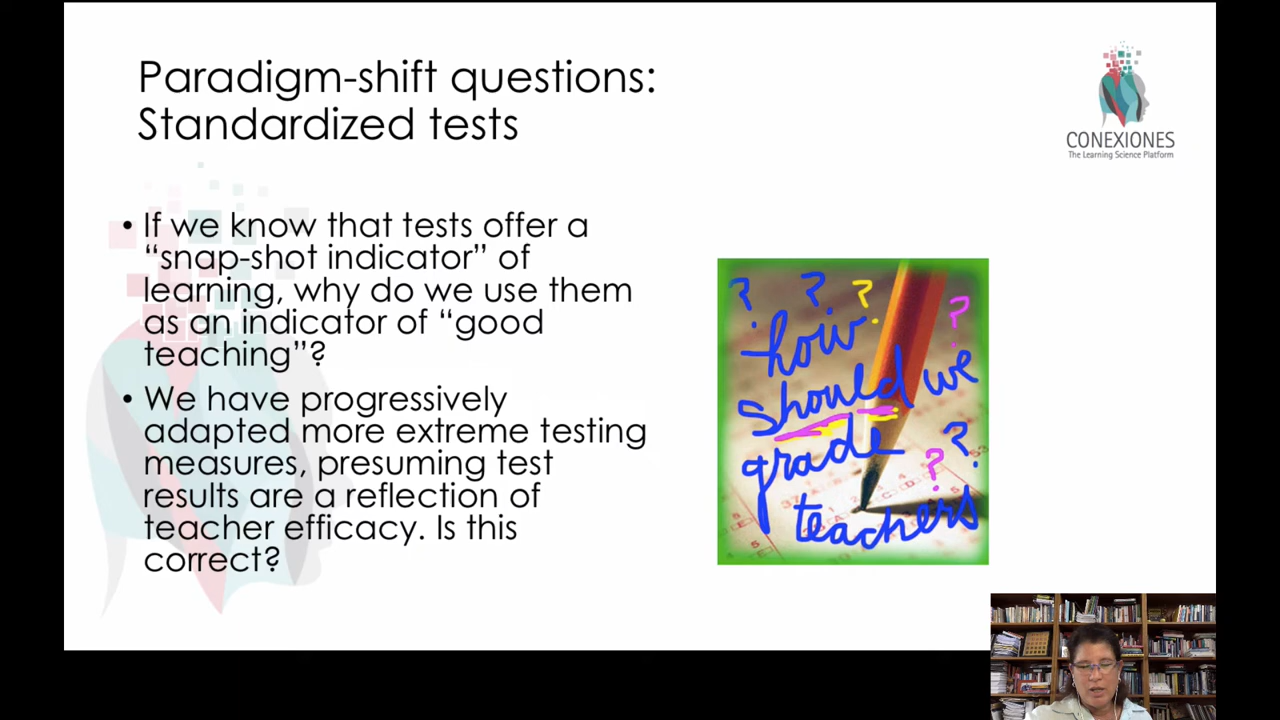 Paradigm-shift questions:
Standardized tests
CONEXIONES
The Learning Science Platform
• If we know that tests offer a
“snap-shot indicator” of
learning, why do we use them
as an indicator of “good
teaching”?
• We have progressively
adapted more extreme testing
measures, presuming test
results are a reflection of
teacher efficacy. Is this
correct?
? ? ? ?
how
should we
grade ? ?
teachers